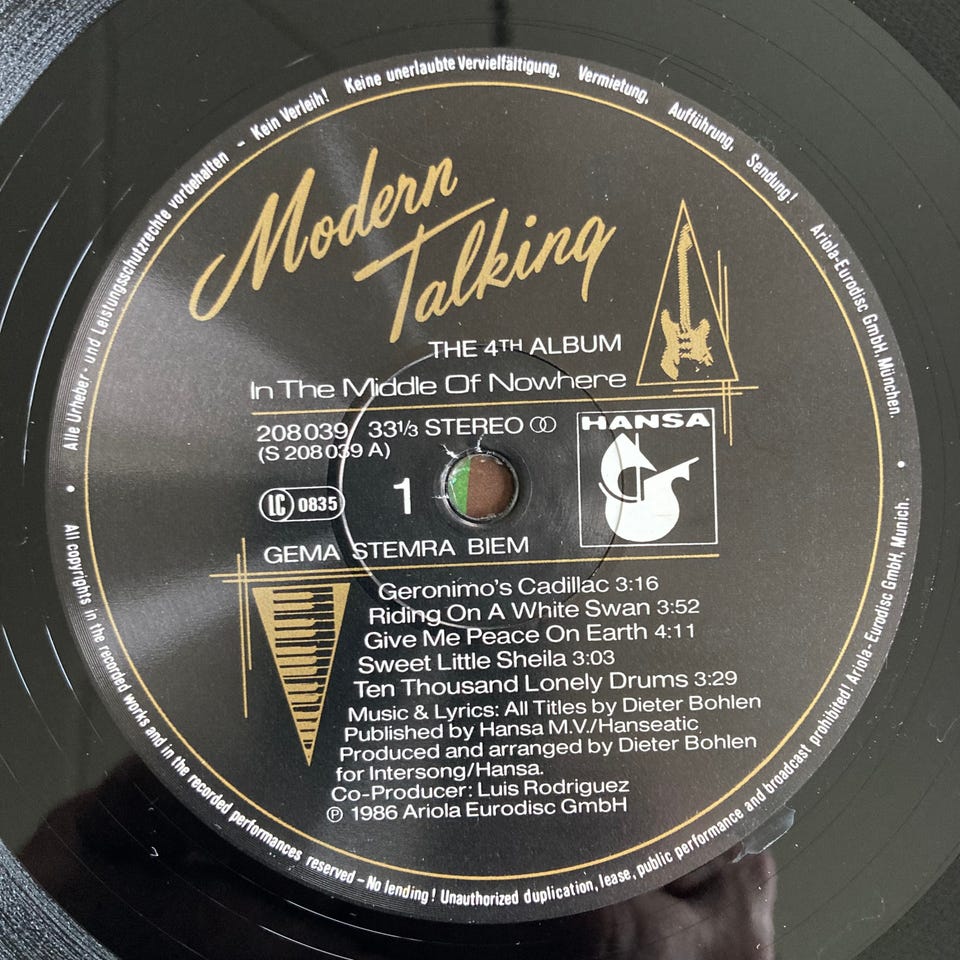 Alle Urheber- und Leistungsschutzrechte vorbehalten – Kein Verleih! Keine unerlaubte Vervielfältigung, Vermietung, Aufführung, Sendung! Ariola-Eurodisc GmbH, München.
Modern
Talking
THE 4TH ALBUM
In The Middle Of Nowhere
208 039 33 1/3 STEREO
(S 208 039 A)
HANSA
LC 0835
1
GEMA STEMRA BIEM
Geronimo's Cadillac 3:16
Riding On A White Swan 3:52
Give Me Peace On Earth 4:11
Sweet Little Sheila 3:03
Ten Thousand Lonely Drums 3:29
Music & Lyrics: All Titles by Dieter Bohlen
Published by Hansa M.V./Hanseatic
Produced and arranged by Dieter Bohlen
for Intersong/Hansa.
Co-Producer: Luis Rodriguez
℗ 1986 Ariola Eurodisc GmbH
All copyrights in the recorded works and in the recorded performances reserved – No lending! Unauthorized duplication, lease, public performance and broadcast prohibited! Ariola-Eurodisc GmbH, Munich.